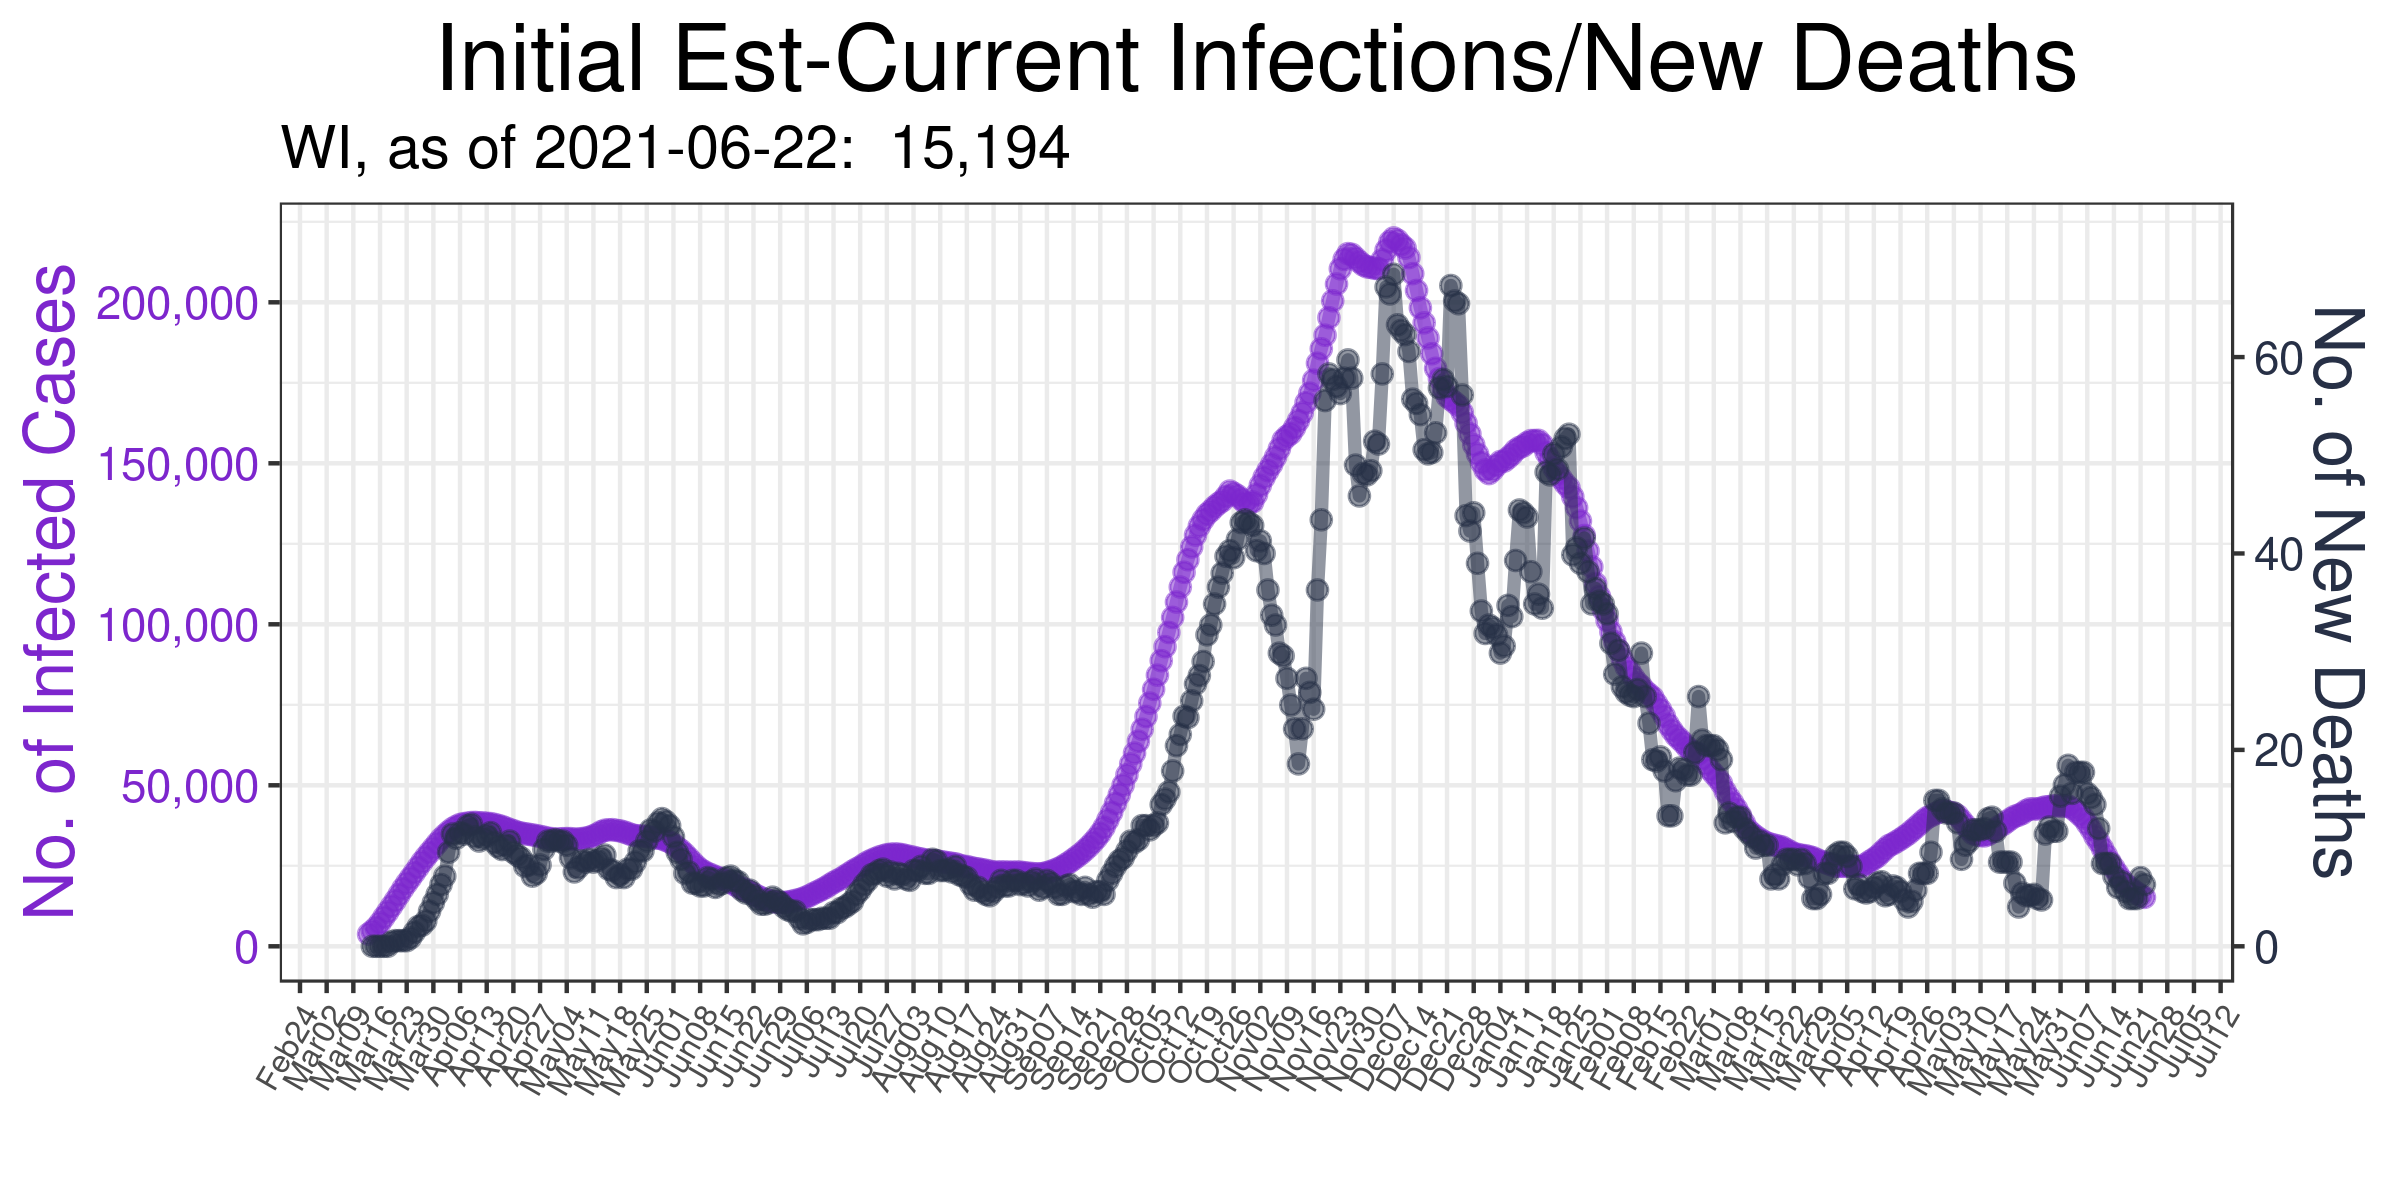 Initial Est-Current Infections/New Deaths
WI, as of 2021-06-22:  15,194
No. of Infected Cases
200,000
150,000
100,000
50,000
0
60
40
20
0
No. of New Deaths
Feb24
Mar02
Mar09
Mar16
Mar23
Mar30
Apr06
Apr13
Apr20
Apr27
May04
May11
May18
May25
Jun01
Jun08
Jun15
Jun22
Jun29
Jul06
Jul13
Jul20
Jul27
Aug03
Aug10
Aug17
Aug24
Aug31
Sep07
Sep14
Sep21
Sep28
Oct05
Oct12
Oct19
Oct26
Nov02
Nov09
Nov16
Nov23
Nov30
Dec07
Dec14
Dec21
Dec28
Jan04
Jan11
Jan18
Jan25
Feb01
Feb08
Feb15
Feb22
Mar01
Mar08
Mar15
Mar22
Mar29
Apr05
Apr12
Apr19
Apr26
May03
May10
May17
May24
May31
Jun07
Jun14
Jun21
Jun28
Jul05
Jul12